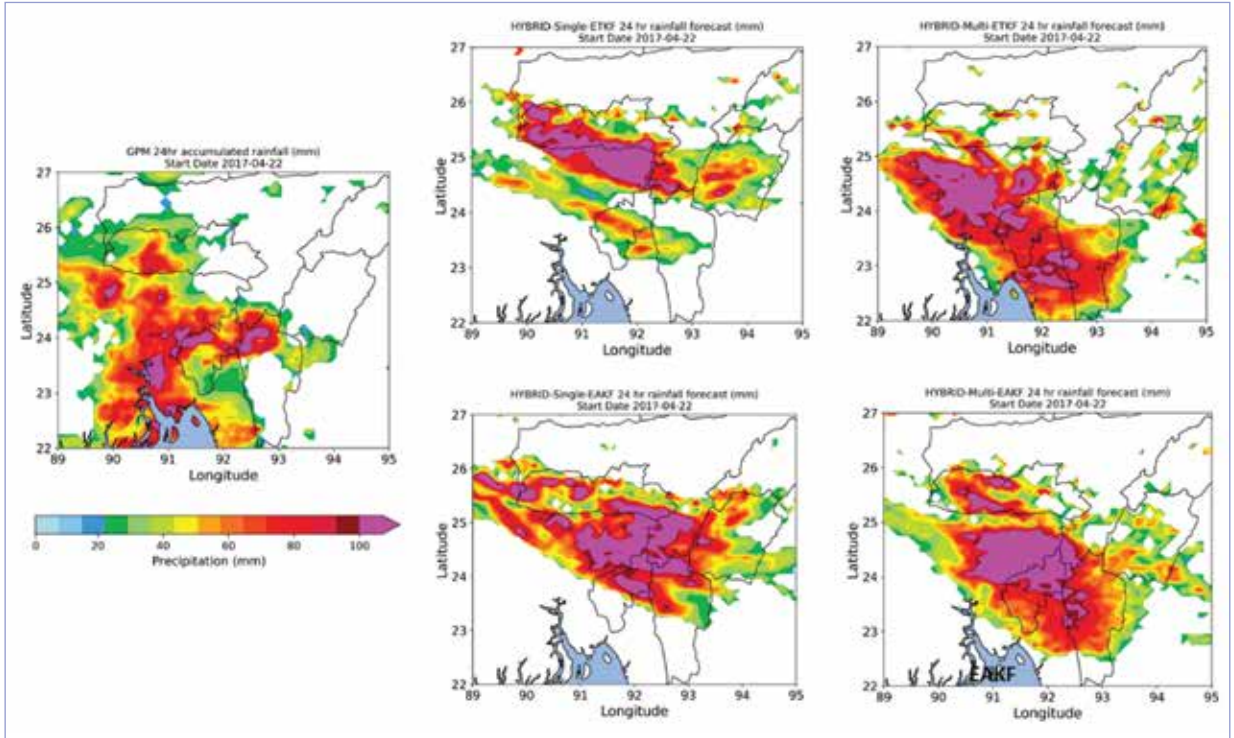 GPM 24hr accumulated rainfall (mm)
Start Date 2017-04-22
27
26
25
24
23
22
Latitude
89 90 91 92 93 94 95
Longitude
0 20 40 60 80 100
Precipitation (mm)
HYBRID-Single-ETKF 24 hr rainfall forecast (mm)
Start Date 2017-04-22
27
26
25
24
23
22
Latitude
89 90 91 92 93 94 95
Longitude
HYBRID-Multi-ETKF 24 hr rainfall forecast (mm)
Start Date 2017-04-22
27
26
25
24
23
22
Latitude
89 90 91 92 93 94 95
Longitude
HYBRID-Single-EAKF 24 hr rainfall forecast (mm)
Start Date 2017-04-22
27
26
25
24
23
22
Latitude
89 90 91 92 93 94 95
Longitude
HYBRID-Multi-EAKF 24 hr rainfall forecast (mm)
Start Date 2017-04-22
27
26
25
24
23
22
Latitude
EAKF
89 90 91 92 93 94 95
Longitude